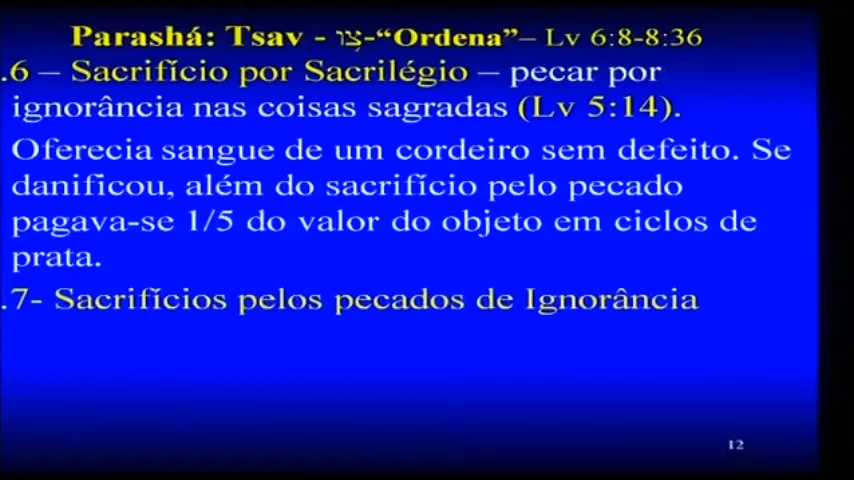 Parashá: Tsav - צַו-“Ordena”– Lv 6:8-8:36
.6 – Sacrifício por Sacrilégio – pecar por
ignorância nas coisas sagradas (Lv 5:14).
Oferecia sangue de um cordeiro sem defeito. Se
danificou, além do sacrifício pelo pecado
pagava-se 1/5 do valor do objeto em ciclos de
prata.
.7- Sacrifícios pelos pecados de Ignorância
12